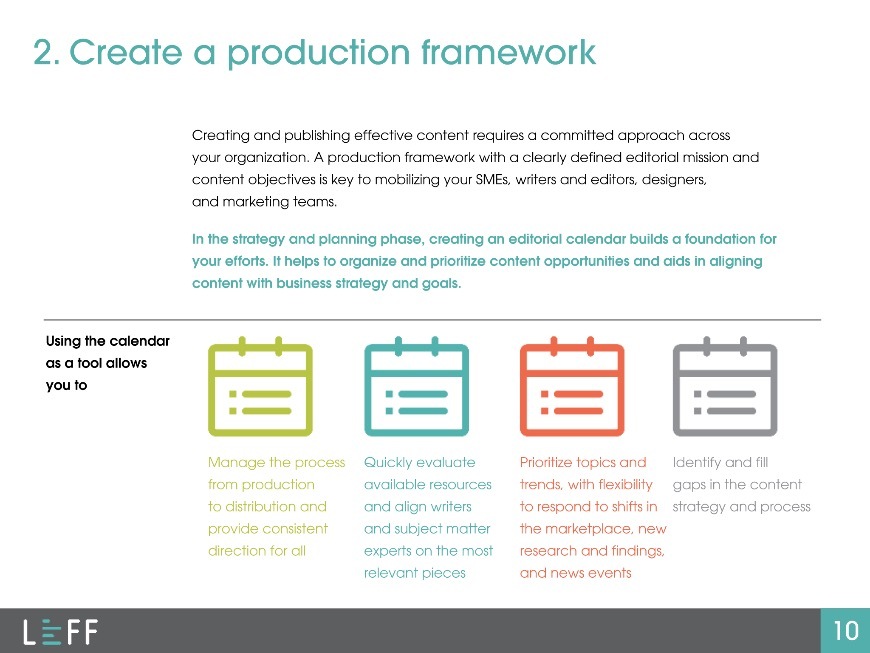 2. Create a production framework
Creating and publishing effective content requires a committed approach across
your organization. A production framework with a clearly defined editorial mission and
content objectives is key to mobilizing your SMEs, writers and editors, designers,
and marketing teams.
In the strategy and planning phase, creating an editorial calendar builds a foundation for
your efforts. It helps to organize and prioritize content opportunities and aids in aligning
content with business strategy and goals.
Using the calendar
as a tool allows
you to
Manage the process
from production
to distribution and
provide consistent
direction for all
Quickly evaluate
available resources
and align writers
and subject matter
experts on the most
relevant pieces
Prioritize topics and
trends, with flexibility
to respond to shifts in
the marketplace, new
research and findings,
and news events
Identify and fill
gaps in the content
strategy and process
LEFF
10